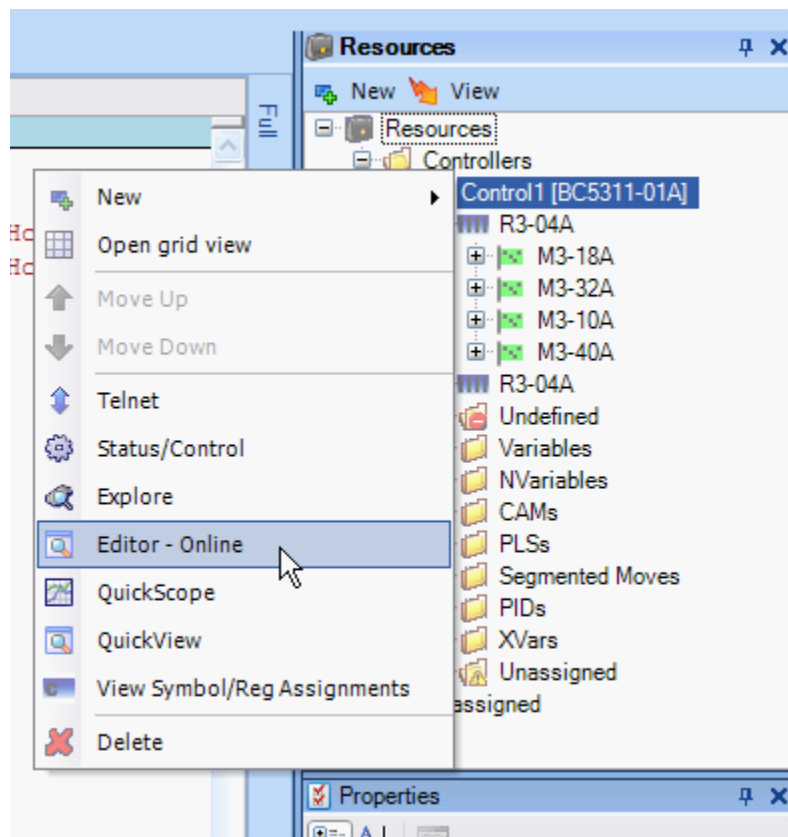 Resources
New View
Full
Resources
Controllers
Control1 [BC5311-01A]
R3-04A
M3-18A
M3-32A
M3-10A
M3-40A
R3-04A
Undefined
Variables
NVariables
CAMs
PLSs
Segmented Moves
PIDs
XVars
Unassigned
assigned
New
Open grid view
Move Up
Move Down
Telnet
Status/Control
Explore
Editor - Online
QuickScope
QuickView
View Symbol/Reg Assignments
Delete
Properties